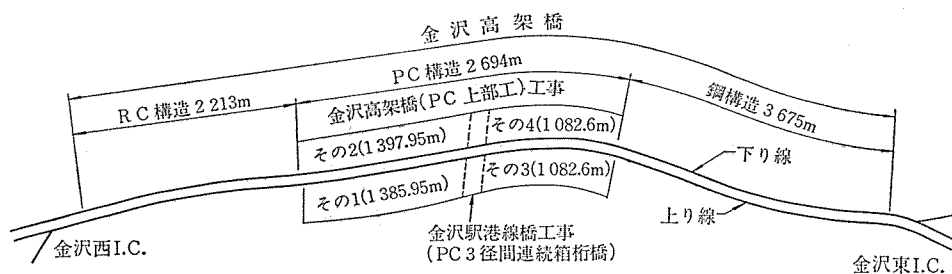 金沢高架橋
PC構造2 694m
RC構造2 213m
鋼構造3 675m
金沢高架橋(PC上部工)工事
その2(1 397.95m)
その4(1 082.6m)
その1(1 385.95m)
その3(1 082.6m)
下り線
上り線
金沢駅港線橋工事
(PC3径間連続箱桁橋)
金沢西I.C.
金沢東I.C.